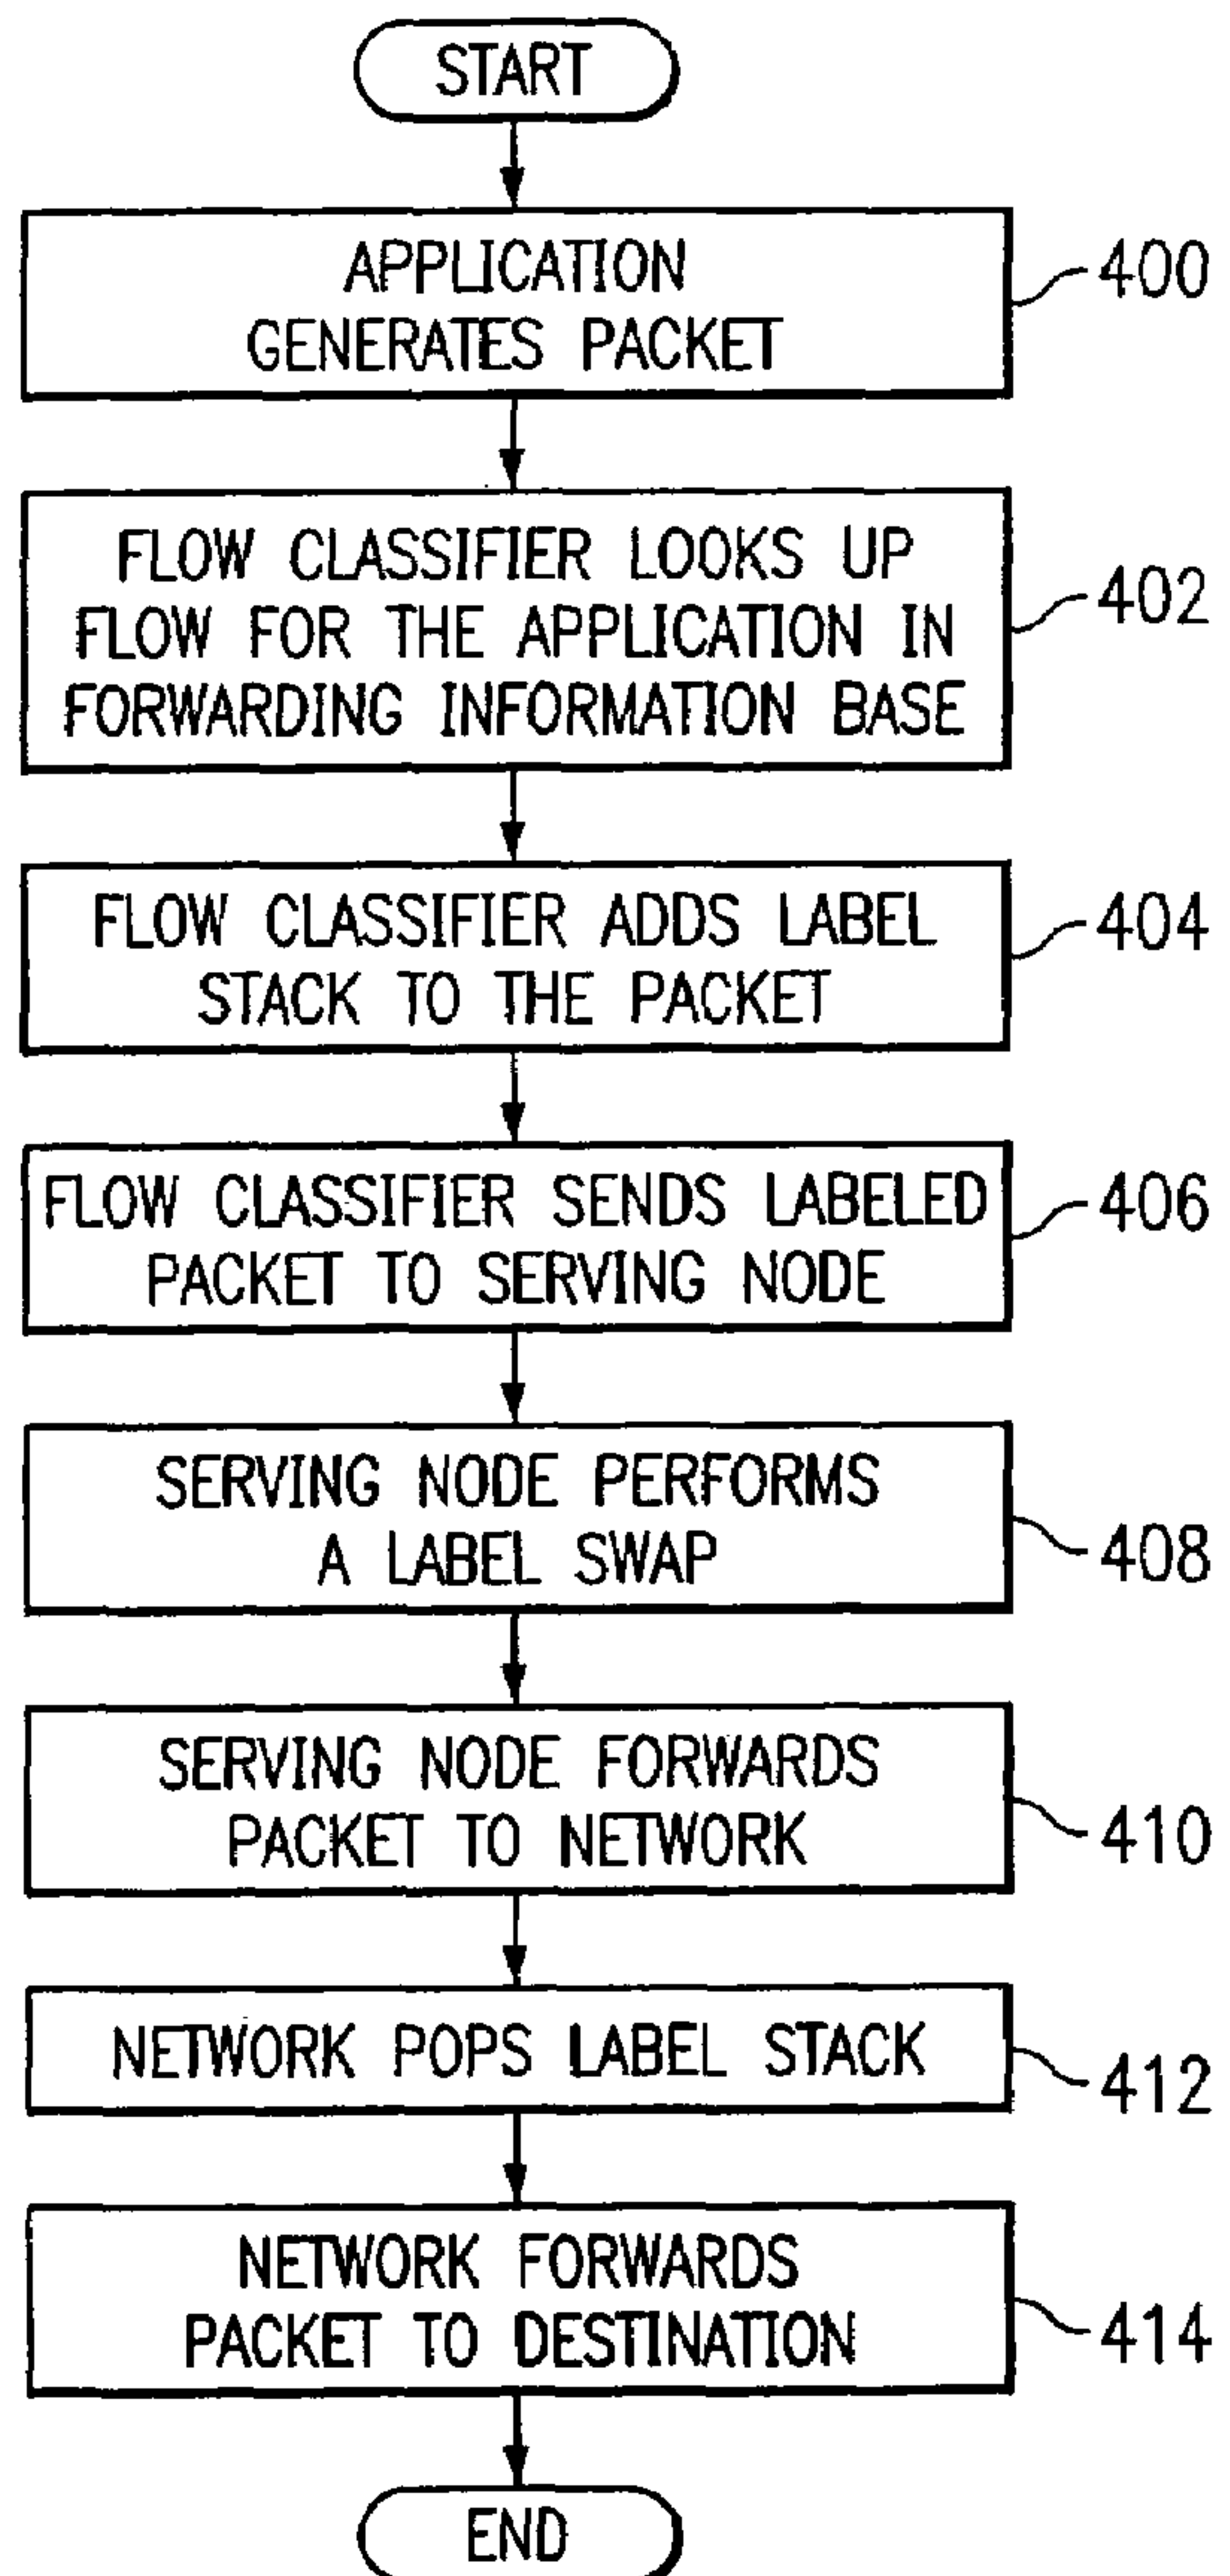 START
APPLICATION
GENERATES PACKET
400
FLOW CLASSIFIER LOOKS UP
FLOW FOR THE APPLICATION IN
FORWARDING INFORMATION BASE
402
FLOW CLASSIFIER ADDS LABEL
STACK TO THE PACKET
404
FLOW CLASSIFIER SENDS LABELED
PACKET TO SERVING NODE
406
SERVING NODE PERFORMS
A LABEL SWAP
408
SERVING NODE FORWARDS
PACKET TO NETWORK
410
NETWORK POPS LABEL STACK
412
NETWORK FORWARDS
PACKET TO DESTINATION
414
END